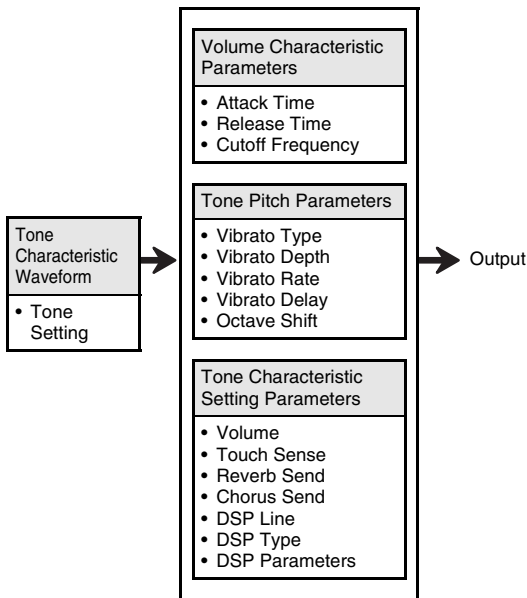 Tone
Characteristic
Waveform
• Tone
Setting
Volume Characteristic
Parameters
• Attack Time
• Release Time
• Cutoff Frequency
Tone Pitch Parameters
• Vibrato Type
• Vibrato Depth
• Vibrato Rate
• Vibrato Delay
• Octave Shift
Tone Characteristic
Setting Parameters
• Volume
• Touch Sense
• Reverb Send
• Chorus Send
• DSP Line
• DSP Type
• DSP Parameters
Output